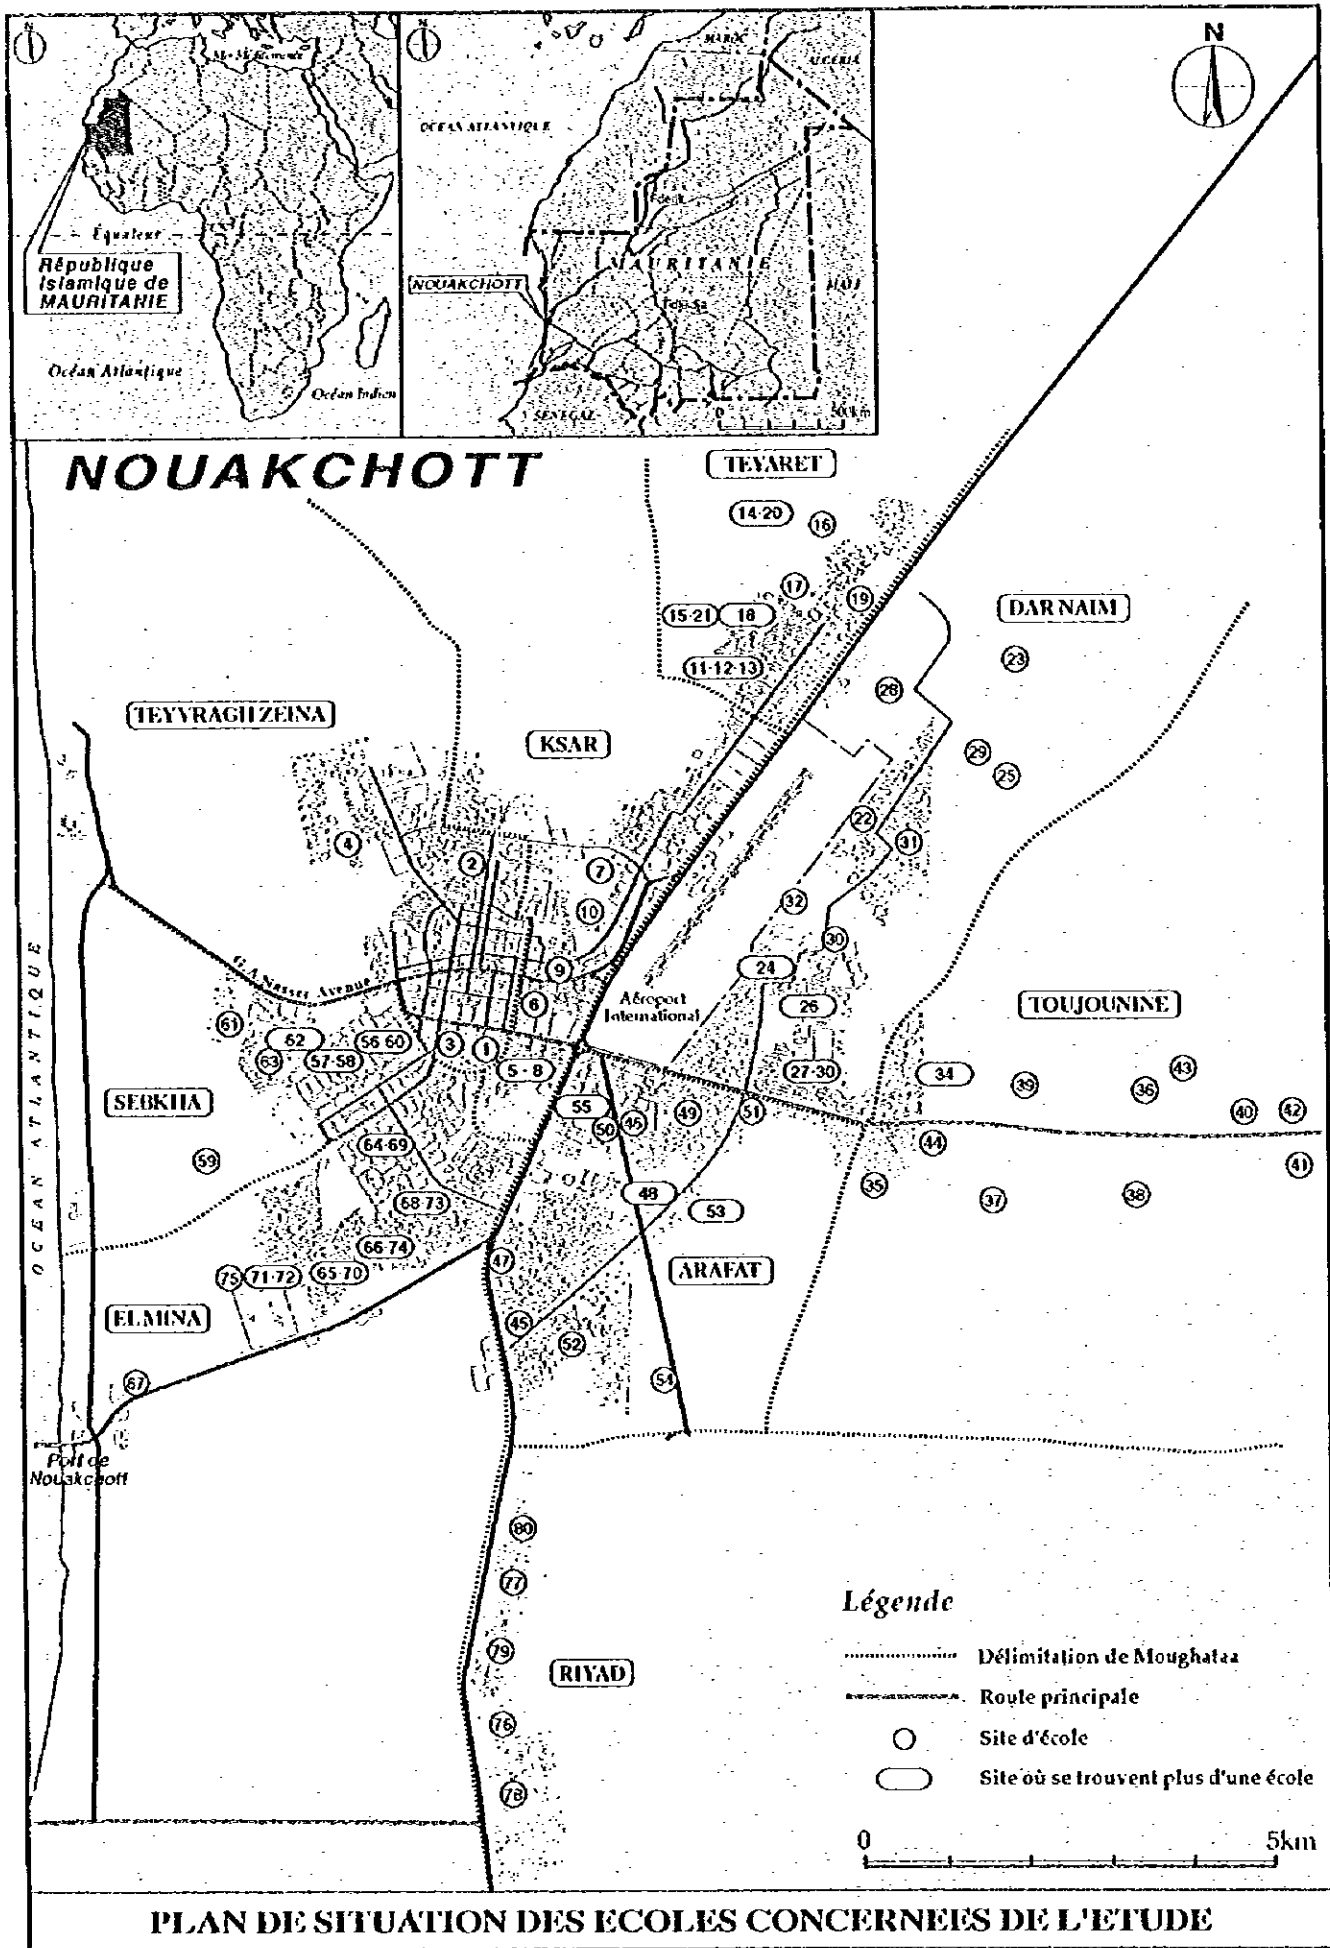 N
Mer Méditerranée
Équateur
République
Islamique de
MAURITANIE
Océan Atlantique
Océan Indien
N
MAROC
ALGERIA
OCEAN ATLANTIQUE
MAURITANIE
NOUAKCHOTT
MALI
SENEGAL
0
500km
N
NOUAKCHOTT
TEYARET
14·20
16
17
19
15·21
18
11·12·13
DAR NAIM
23
28
29
25
22
31
32
30
24
26
27·30
TEYVRAGH ZEINA
KSAR
4
2
7
10
9
6
G.A Nasser Avenue
Aéroport
International
TOUJOUNINE
34
39
36
43
40
42
41
44
35
37
38
OCEAN ATLANTIQUE
61
62
63
57·58
56·60
3
1
5·8
SEBKHA
59
64·69
68·73
66·74
65·70
71·72
75
ELMINA
67
55
50
46
49
51
48
53
ARAFAT
47
45
52
54
Port de
Nouakchott
80
77
79
76
78
RIYAD
Légende
Délimitation de Moughataa
Route principale
Site d'école
Site où se trouvent plus d'une école
0
5km
PLAN DE SITUATION DES ECOLES CONCERNEES DE L'ETUDE